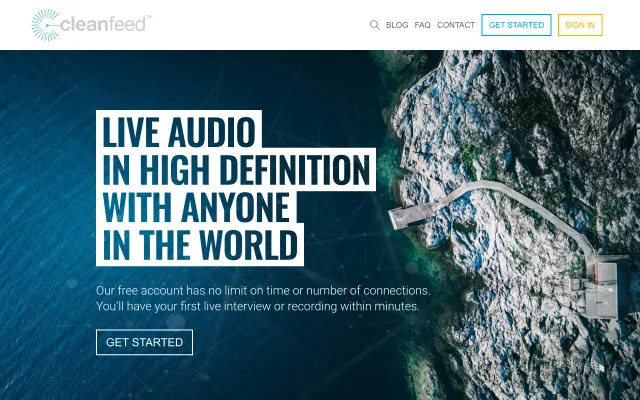 cleanfeed™
BLOG FAQ CONTACT GET STARTED SIGN IN
LIVE AUDIO
IN HIGH DEFINITION
WITH ANYONE
IN THE WORLD
Our free account has no limit on time or number of connections.
You'll have your first live interview or recording within minutes.
GET STARTED